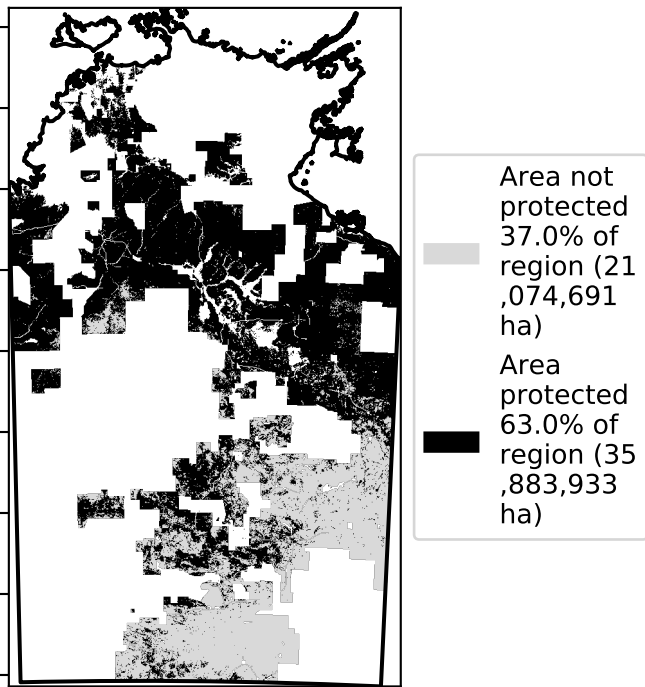 Area not
protected
37.0% of
region (21
,074,691
ha)
Area
protected
63.0% of
region (35
,883,933
ha)